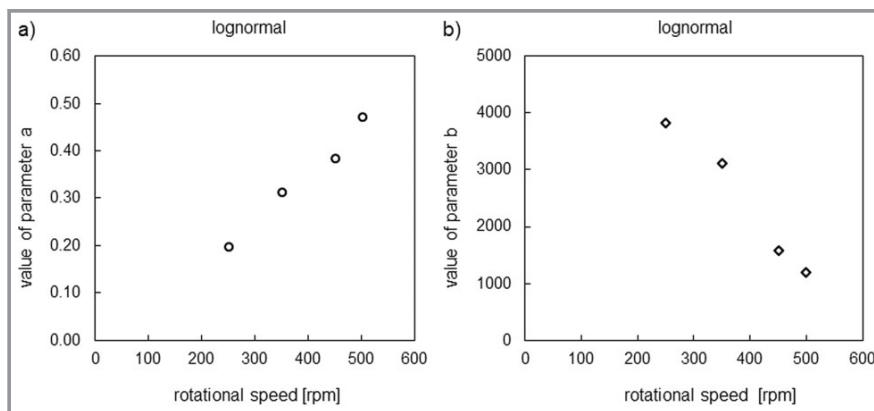 a)
lognormal
0.60
0.50
0.40
0.30
0.20
0.10
0.00
value of parameter a
0 100 200 300 400 500 600
rotational speed [rpm]
b)
lognormal
5000
4000
3000
2000
1000
0
value of parameter b
0 100 200 300 400 500 600
rotational speed [rpm]